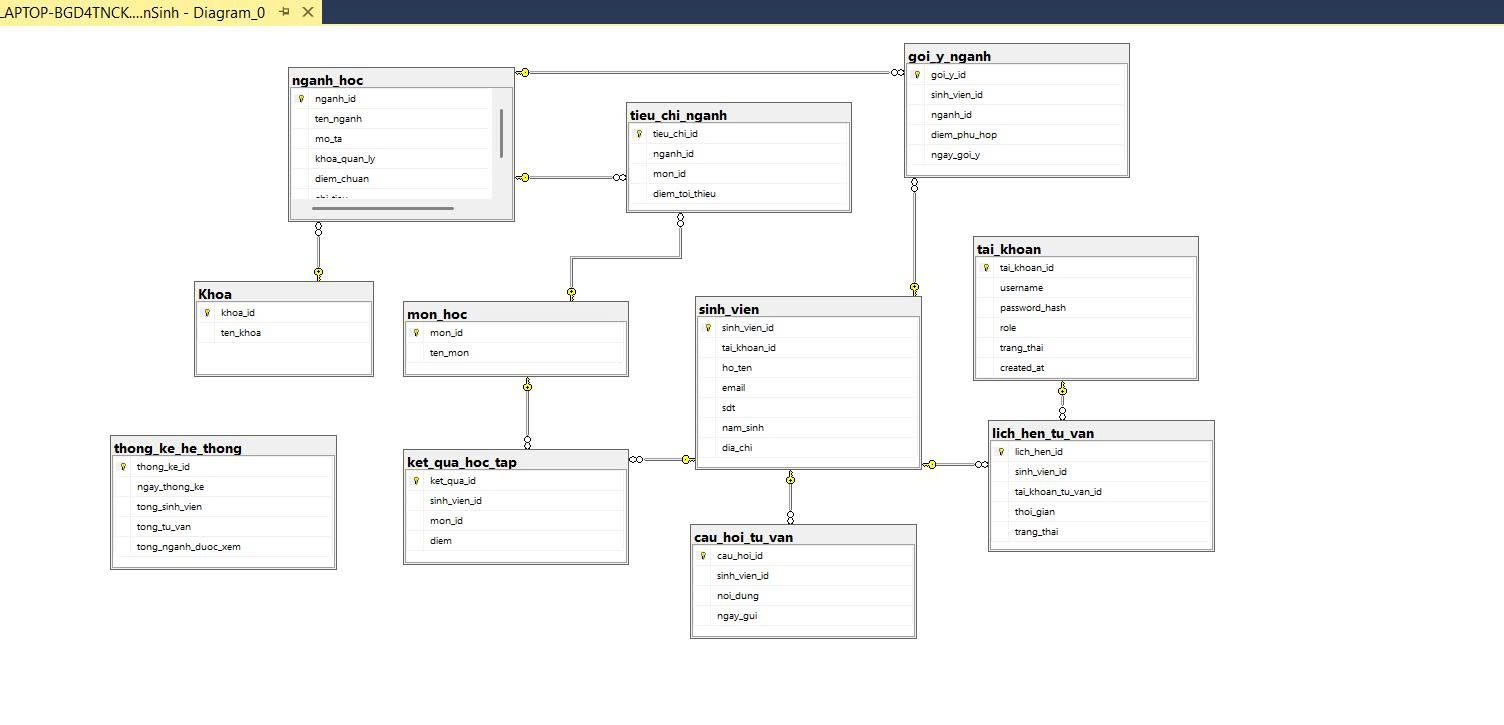 LAPTOP-BGD4TNCK....nSinh - Diagram_0
nganh_hoc
nganh_id
ten_nganh
mo_ta
khoa_quan_ly
diem_chuan
tieu_chi_nganh
tieu_chi_id
nganh_id
mon_id
diem_toi_thieu
goi_y_nganh
goi_y_id
sinh_vien_id
nganh_id
diem_phu_hop
ngay_goi_y
Khoa
khoa_id
ten_khoa
mon_hoc
mon_id
ten_mon
sinh_vien
sinh_vien_id
tai_khoan_id
ho_ten
email
sdt
nam_sinh
dia_chi
tai_khoan
tai_khoan_id
username
password_hash
role
trang_thai
created_at
thong_ke_he_thong
thong_ke_id
ngay_thong_ke
tong_sinh_vien
tong_tu_van
tong_nganh_duoc_xem
ket_qua_hoc_tap
ket_qua_id
sinh_vien_id
mon_id
diem
cau_hoi_tu_van
cau_hoi_id
sinh_vien_id
noi_dung
ngay_gui
lich_hen_tu_van
lich_hen_id
sinh_vien_id
tai_khoan_tu_van_id
thoi_gian
trang_thai